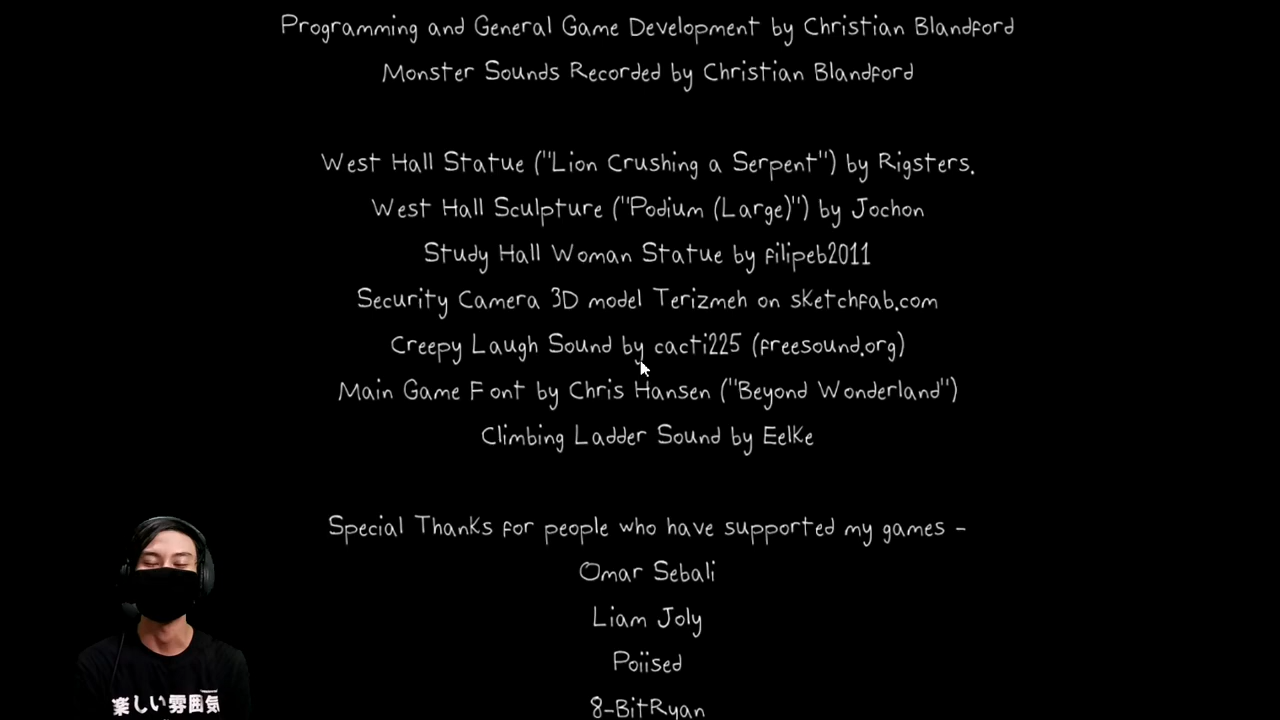 Programming and General Game Development by Christian Blandford
Monster Sounds Recorded by Christian Blandford
West Hall Statue ("Lion Crushing a Serpent") by Rigsters.
West Hall Sculpture ("Podium (Large)") by Jochon
Study Hall Woman Statue by filipeb2011
Security Camera 3D model Terizmeh on sketchfab.com
Creepy Laugh Sound by cacti225 (freesound.org)
Main Game Font by Chris Hansen ("Beyond Wonderland")
Climbing Ladder Sound by Eelke
Special Thanks for people who have supported my games -
Omar Sebali
Liam Joly
Poiised
8-BitRyan
楽しい雰囲気